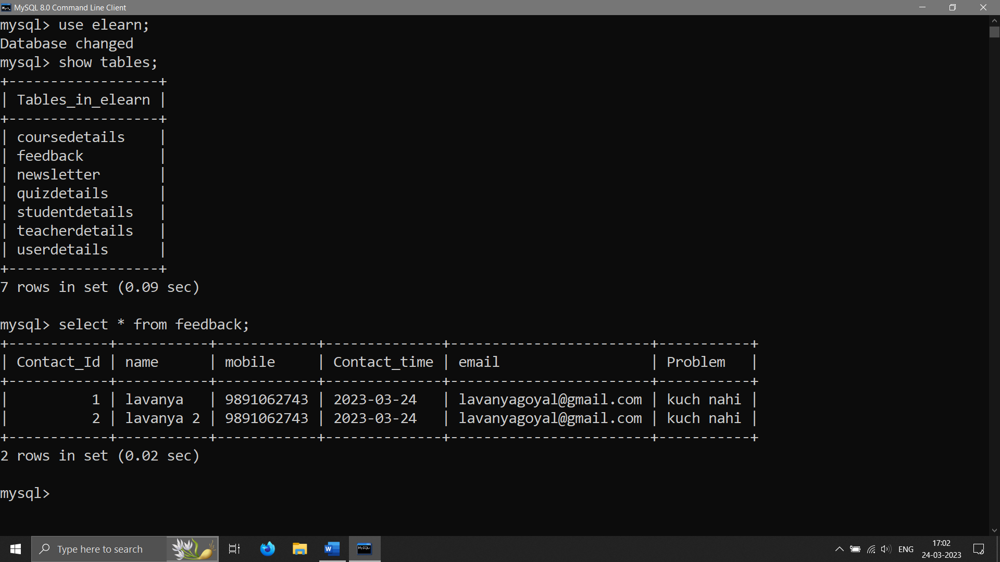 MySQL 8.0 Command Line Client
mysql> use elearn;
Database changed
mysql> show tables;
+------------------+
| Tables_in_elearn |
+------------------+
| coursedetails    |
| feedback         |
| newsletter       |
| quizdetails      |
| studentdetails   |
| teacherdetails   |
| userdetails      |
+------------------+
7 rows in set (0.09 sec)
mysql> select * from feedback;
+------------+-----------+------------+--------------+------------------------+-----------+
| Contact_Id | name      | mobile     | Contact_time | email                  | Problem   |
+------------+-----------+------------+--------------+------------------------+-----------+
|          1 | lavanya   | 9891062743 | 2023-03-24   | lavanyagoyal@gmail.com | kuch nahi |
|          2 | lavanya 2 | 9891062743 | 2023-03-24   | lavanyagoyal@gmail.com | kuch nahi |
+------------+-----------+------------+--------------+------------------------+-----------+
2 rows in set (0.02 sec)
mysql>
Type here to search
ENG
17:02
24-03-2023